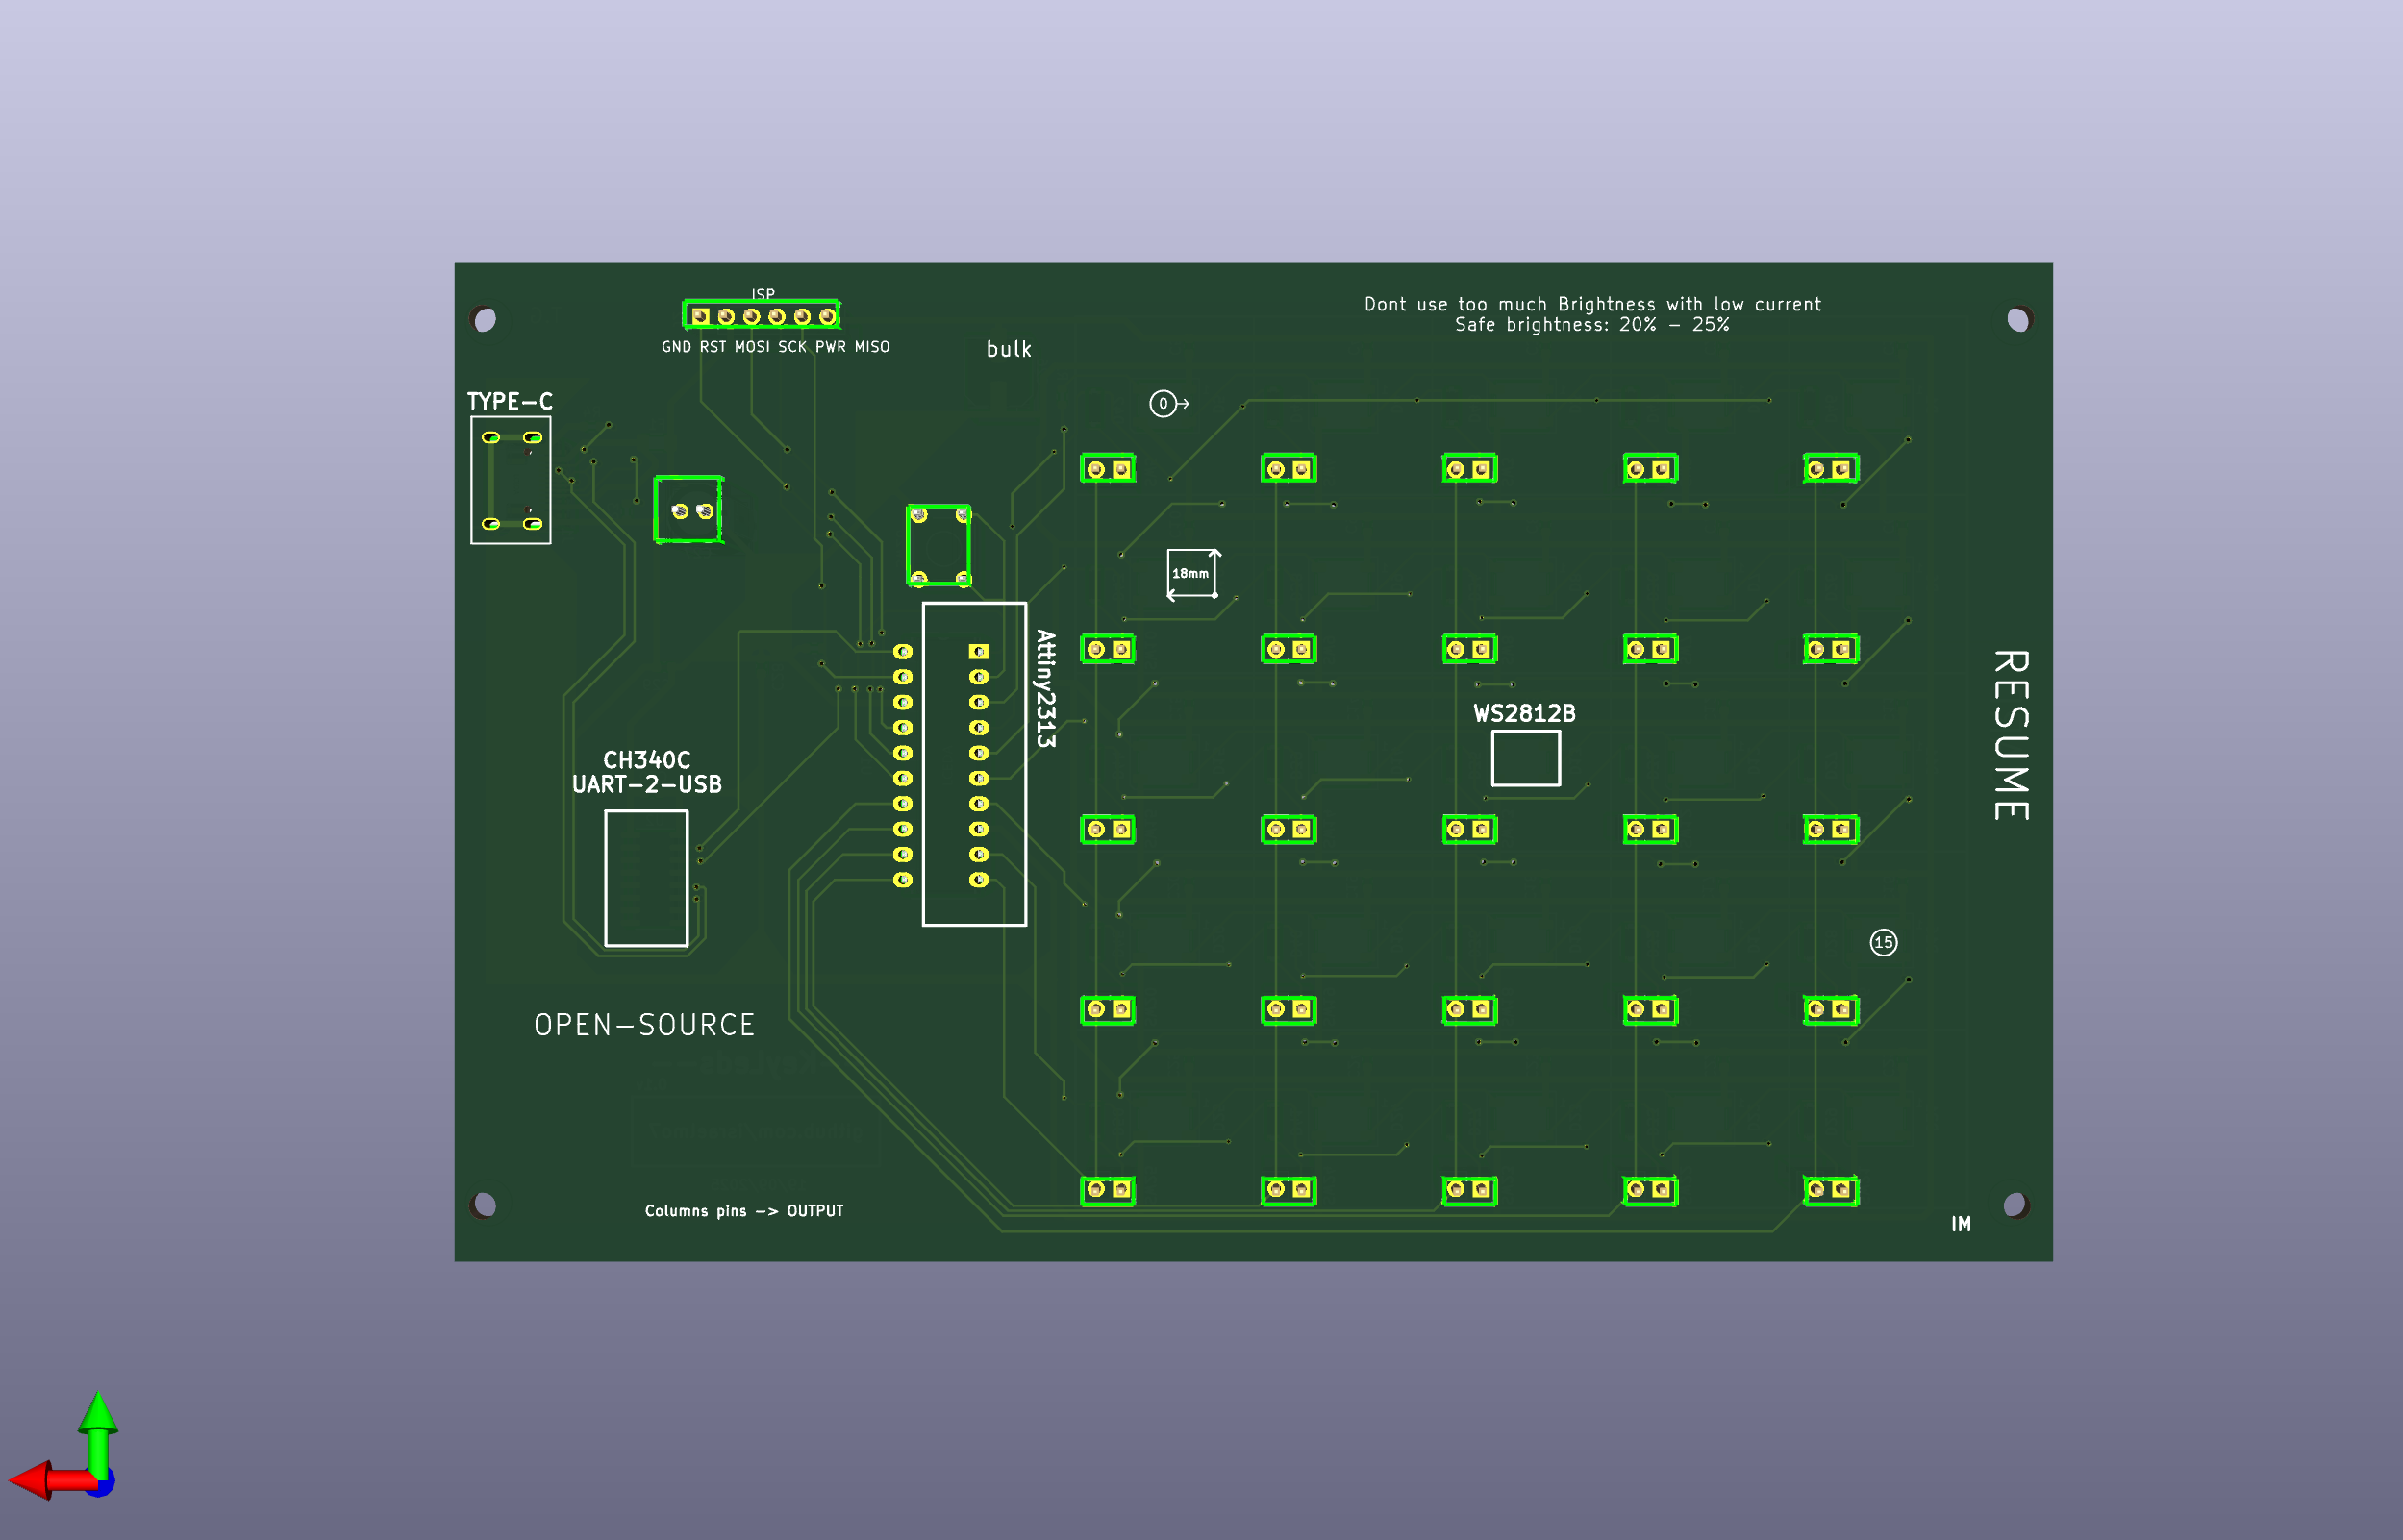 ISP
GND RST MOSI SCK PWR MISO
Dont use too much Brightness with low current
Safe brightness: 20% - 25%
bulk
TYPE-C
0
18mm
Attiny2313
RESUME
WS2812B
CH340C
UART-2-USB
15
OPEN-SOURCE
Columns pins -> OUTPUT
IM